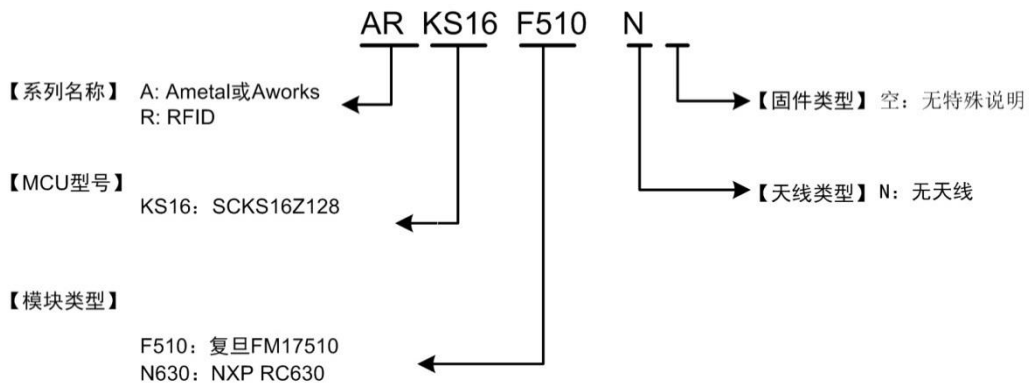 AR KS16 F510 N
【系列名称】 A: Ametal或Aworks
R: RFID
【固件类型】 空：无特殊说明
【MCU型号】
KS16：SCKS16Z128
【天线类型】 N：无天线
【模块类型】
F510：复旦FM17510
N630：NXP RC630